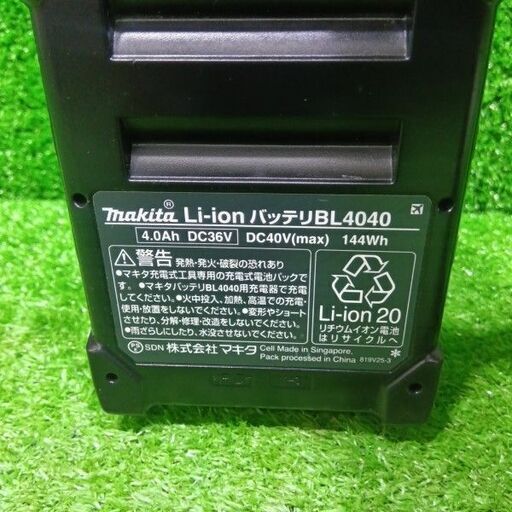 makita® Li-ion バッテリBL4040
4.0Ah DC36V DC40V(max) 144Wh
⚠警告 発熱・発火・破裂の恐れあり
•マキタ充電式工具専用の充電式電池パックです。
•マキタバッテリBL4040用充電器で充電
してください。•火中投入、加熱、高温での充電・
使用・放置をしないでください。•変形やショート
させたり、分解・修理・改造をしないでください。
•雨ざらしにしたり、水没させないでください。
Li-ion 20
リチウムイオン電池
はリサイクルへ
PS E SDN 株式会社マキタ
Cell Made in Singapore.
Pack processed in China.
819V25-3 *